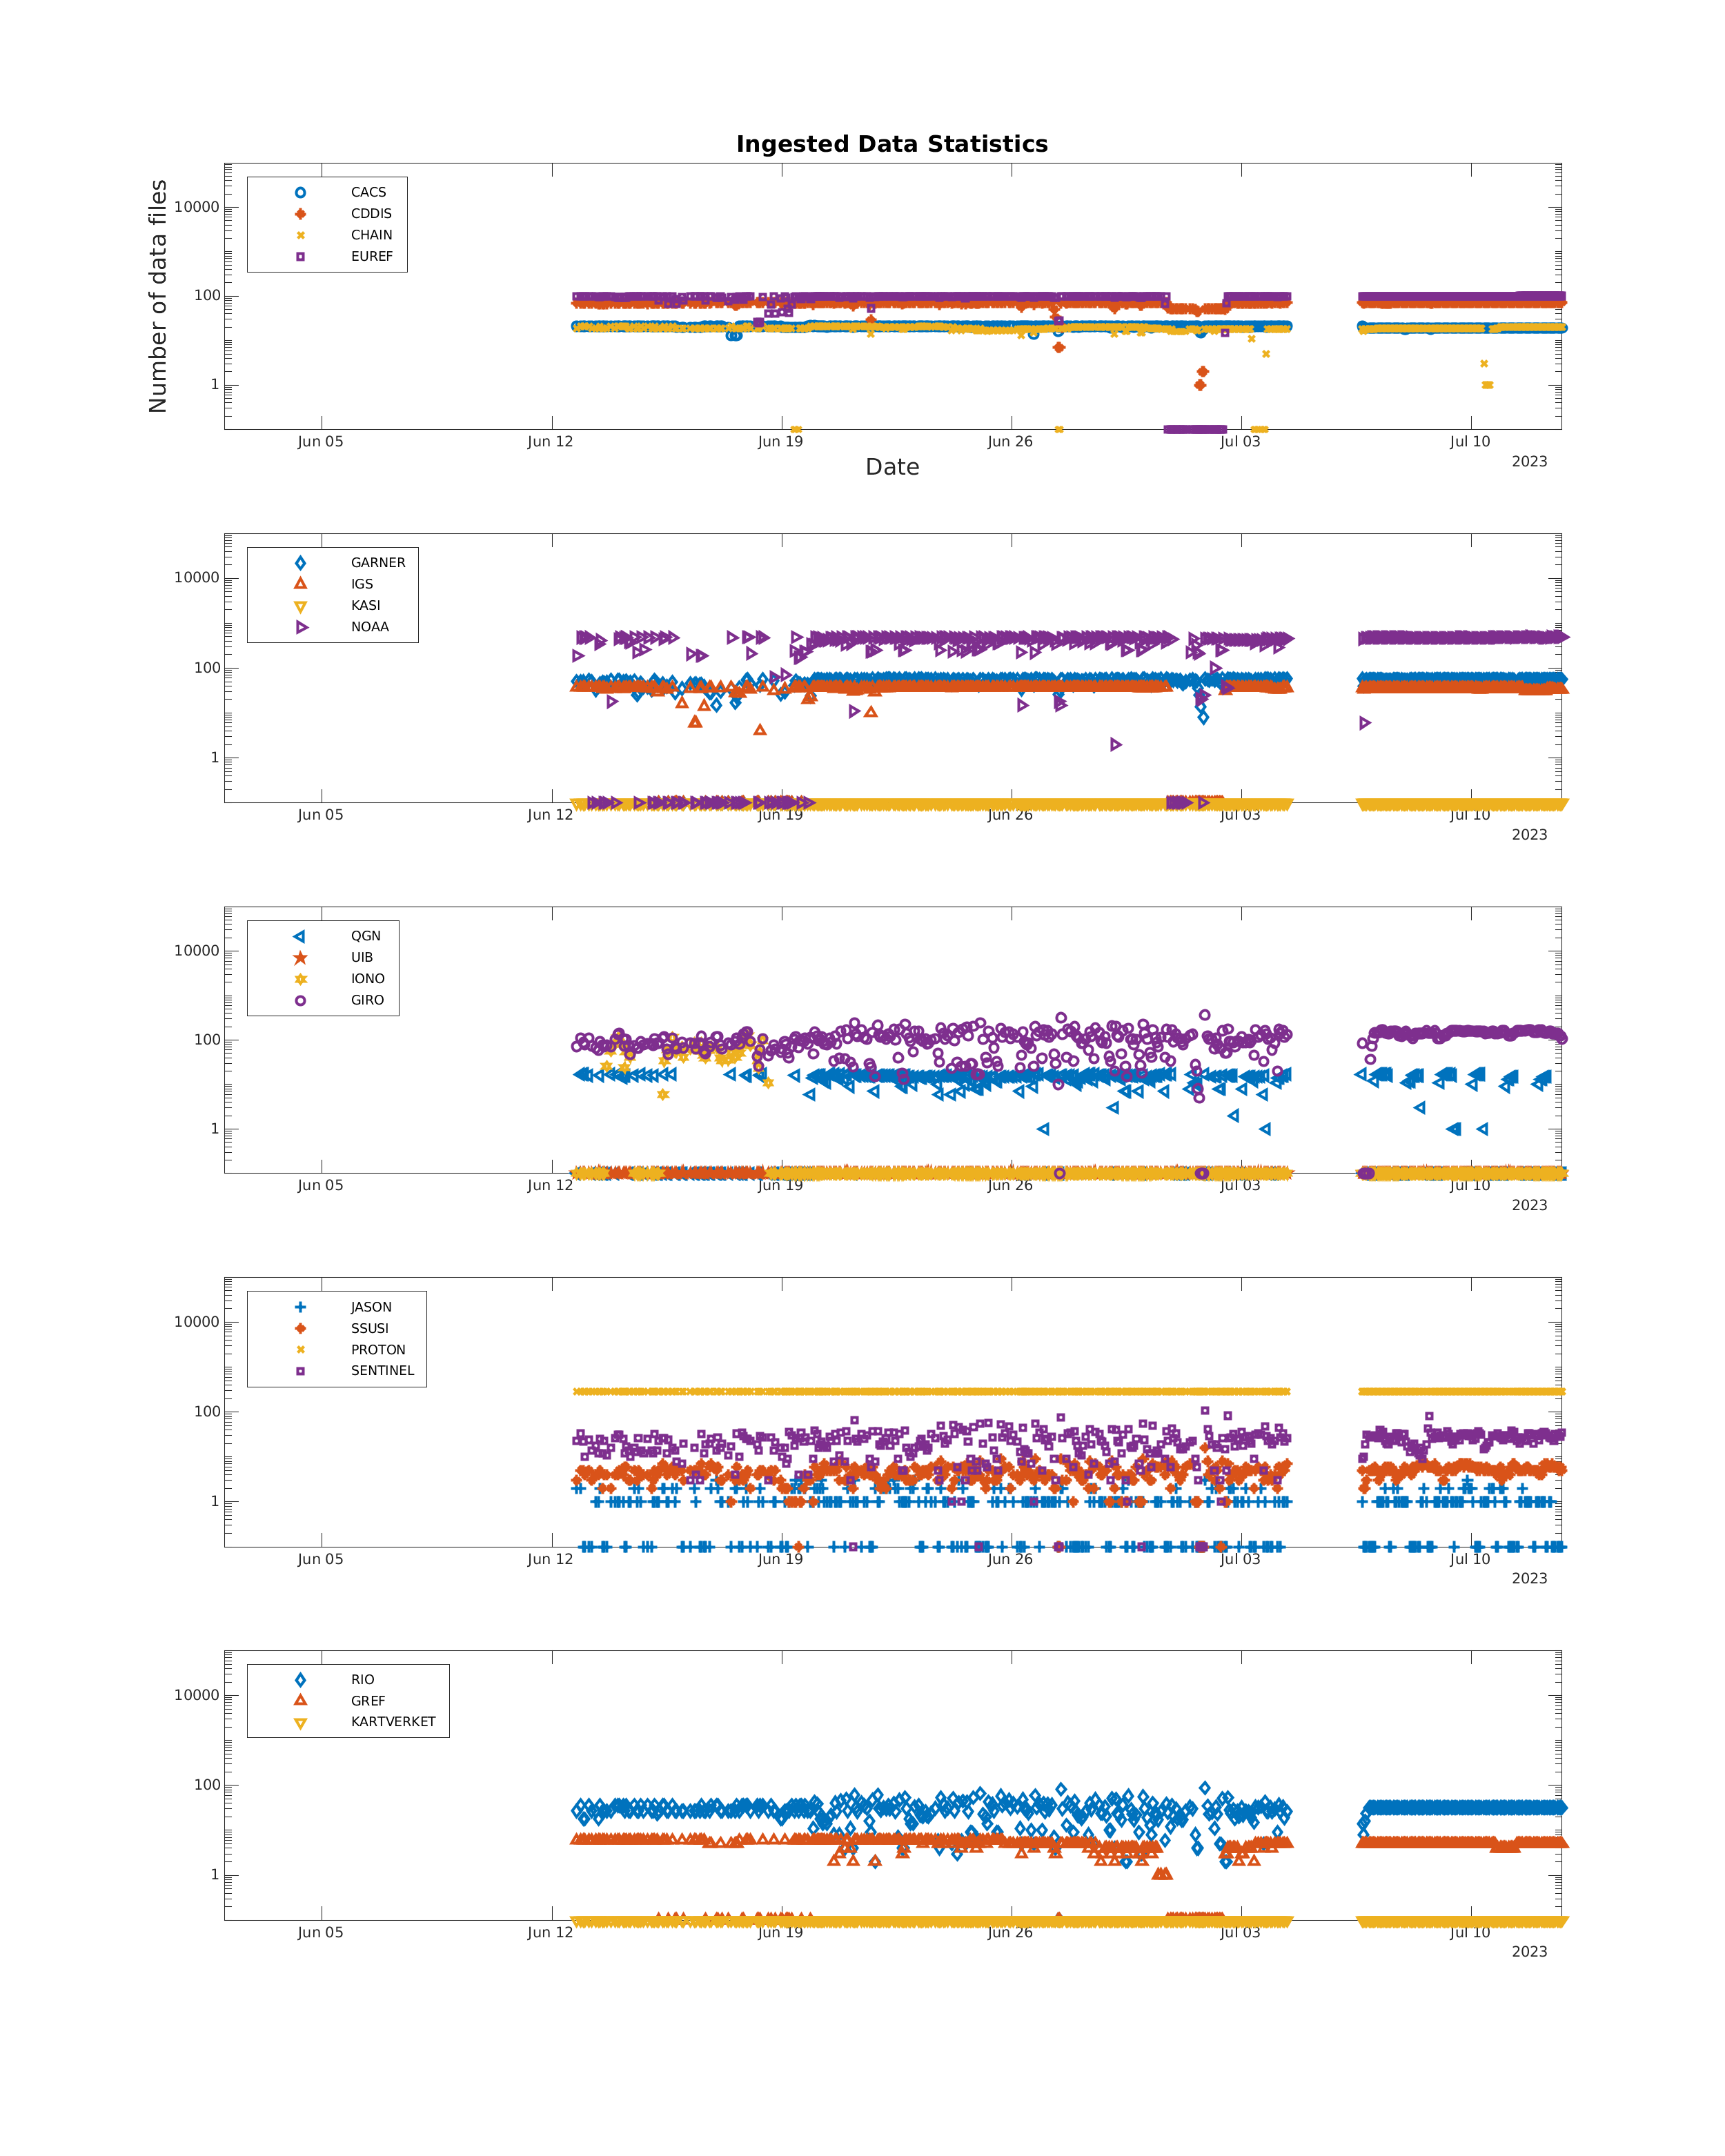 Ingested Data Statistics
Number of data files
CACS
CDDIS
CHAIN
EUREF
10000
100
1
Jun 05 Jun 12 Jun 19 Jun 26 Jul 03 Jul 10
2023
Date
GARNER
IGS
KASI
NOAA
10000
100
1
Jun 05 Jun 12 Jun 19 Jun 26 Jul 03 Jul 10
2023
QGN
UIB
IONO
GIRO
10000
100
1
Jun 05 Jun 12 Jun 19 Jun 26 Jul 03 Jul 10
2023
JASON
SSUSI
PROTON
SENTINEL
10000
100
1
Jun 05 Jun 12 Jun 19 Jun 26 Jul 03 Jul 10
2023
RIO
GREF
KARTVERKET
10000
100
1
Jun 05 Jun 12 Jun 19 Jun 26 Jul 03 Jul 10
2023